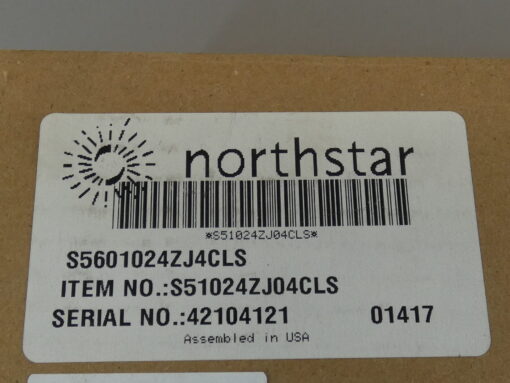 northstar
*S51024ZJ04CLS*
S5601024ZJ4CLS
ITEM NO.:S51024ZJ04CLS
SERIAL NO.:42104121 01417
Assembled in USA